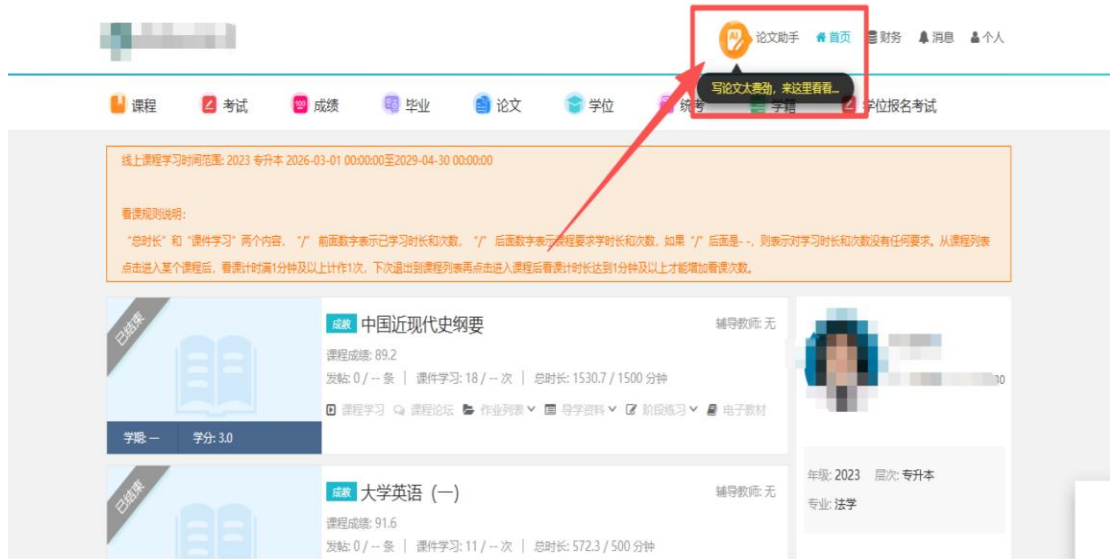 论文助手 首页 财务 消息 个人
写论文太费劲，来这里看看...
课程 考试 成绩 毕业 论文 学位 统考 学籍 学位报名考试
线上课程学习时间范围: 2023 专升本 2026-03-01 00:00:00至2029-04-30 00:00:00
看课规则说明：
“总时长”和“课件学习”两个内容，“/”前面数字表示已学习时长和次数，“/”后面数字表示课程要求学时长和次数，如果“/”后面是- -，则表示对学习时长和次数没有任何要求。从课程列表
点击进入某个课程后，看课计时满1分钟及以上计作1次，下次退出到课程列表再点击进入课程后看课计时长达到1分钟及以上才能增加看课次数。
已结束
成教 中国近现代史纲要 辅导教师: 无
课程成绩: 89.2
发帖: 0 / -- 条 | 课件学习: 18 / -- 次 | 总时长: 1530.7 / 1500 分钟
课程学习 课程论坛 作业列表 导学资料 阶段练习 电子教材
学期: — 学分: 3.0
年级: 2023 层次: 专升本
专业: 法学
已结束
成教 大学英语（一） 辅导教师: 无
课程成绩: 91.6
发帖: 0 / -- 条 | 课件学习: 11 / -- 次 | 总时长: 572.3 / 500 分钟